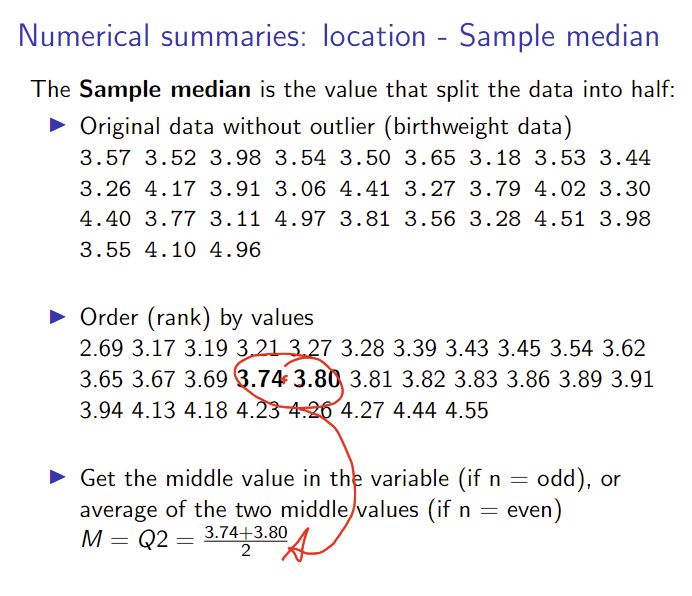 Numerical summaries: location - Sample median
The Sample median is the value that split the data into half:
▶ Original data without outlier (birthweight data)
3.57 3.52 3.98 3.54 3.50 3.65 3.18 3.53 3.44
3.26 4.17 3.91 3.06 4.41 3.27 3.79 4.02 3.30
4.40 3.77 3.11 4.97 3.81 3.56 3.28 4.51 3.98
3.55 4.10 4.96
▶ Order (rank) by values
2.69 3.17 3.19 3.21 3.27 3.28 3.39 3.43 3.45 3.54 3.62
3.65 3.67 3.69 3.74 3.80 3.81 3.82 3.83 3.86 3.89 3.91
3.94 4.13 4.18 4.23 4.26 4.27 4.44 4.55
▶ Get the middle value in the variable (if n = odd), or
average of the two middle values (if n = even)
M = Q2 = (3.74+3.80)/2